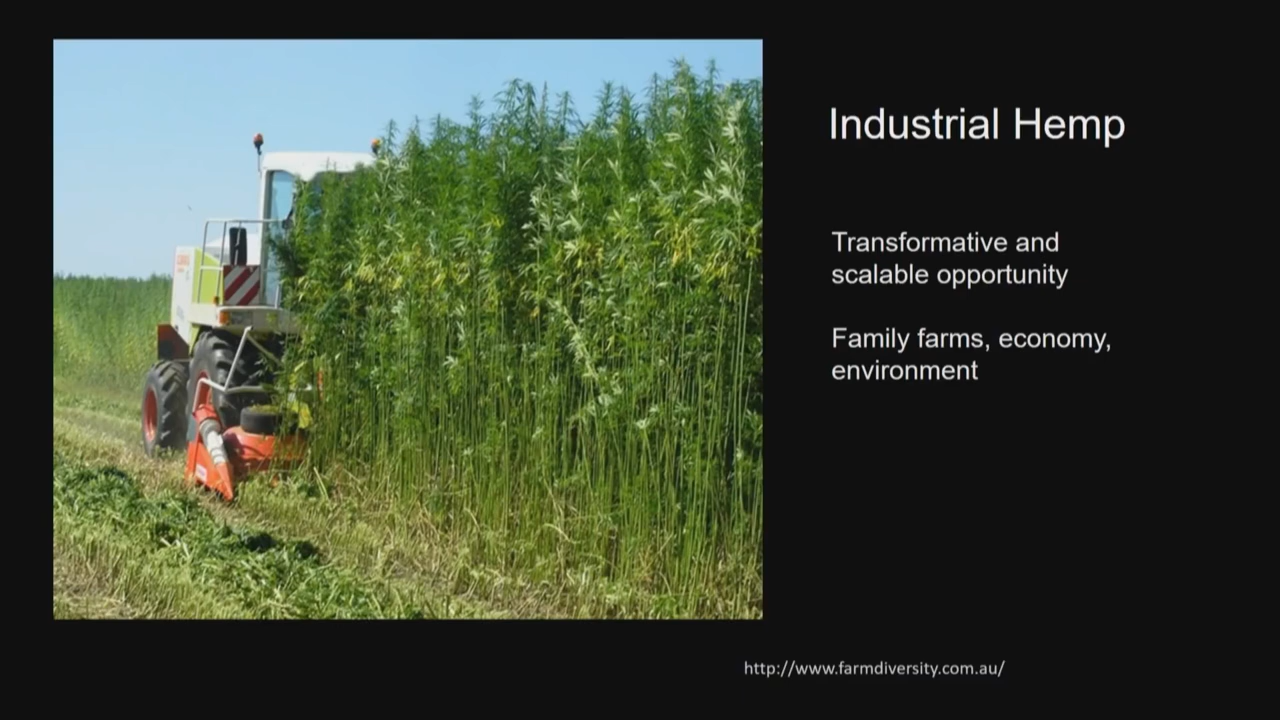 Industrial Hemp
Transformative and
scalable opportunity
Family farms, economy,
environment
http://www.farmdiversity.com.au/